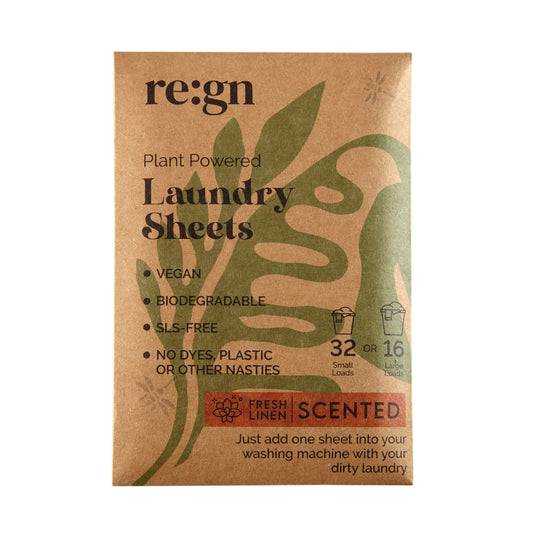 re:gn
Plant Powered
Laundry
Sheets
VEGAN
BIODEGRADABLE
SLS-FREE
NO DYES, PLASTIC
OR OTHER NASTIES
32 OR 16
Small Large
Loads Loads
FRESH
LINEN
SCENTED
Just add one sheet into your
washing machine with your
dirty laundry